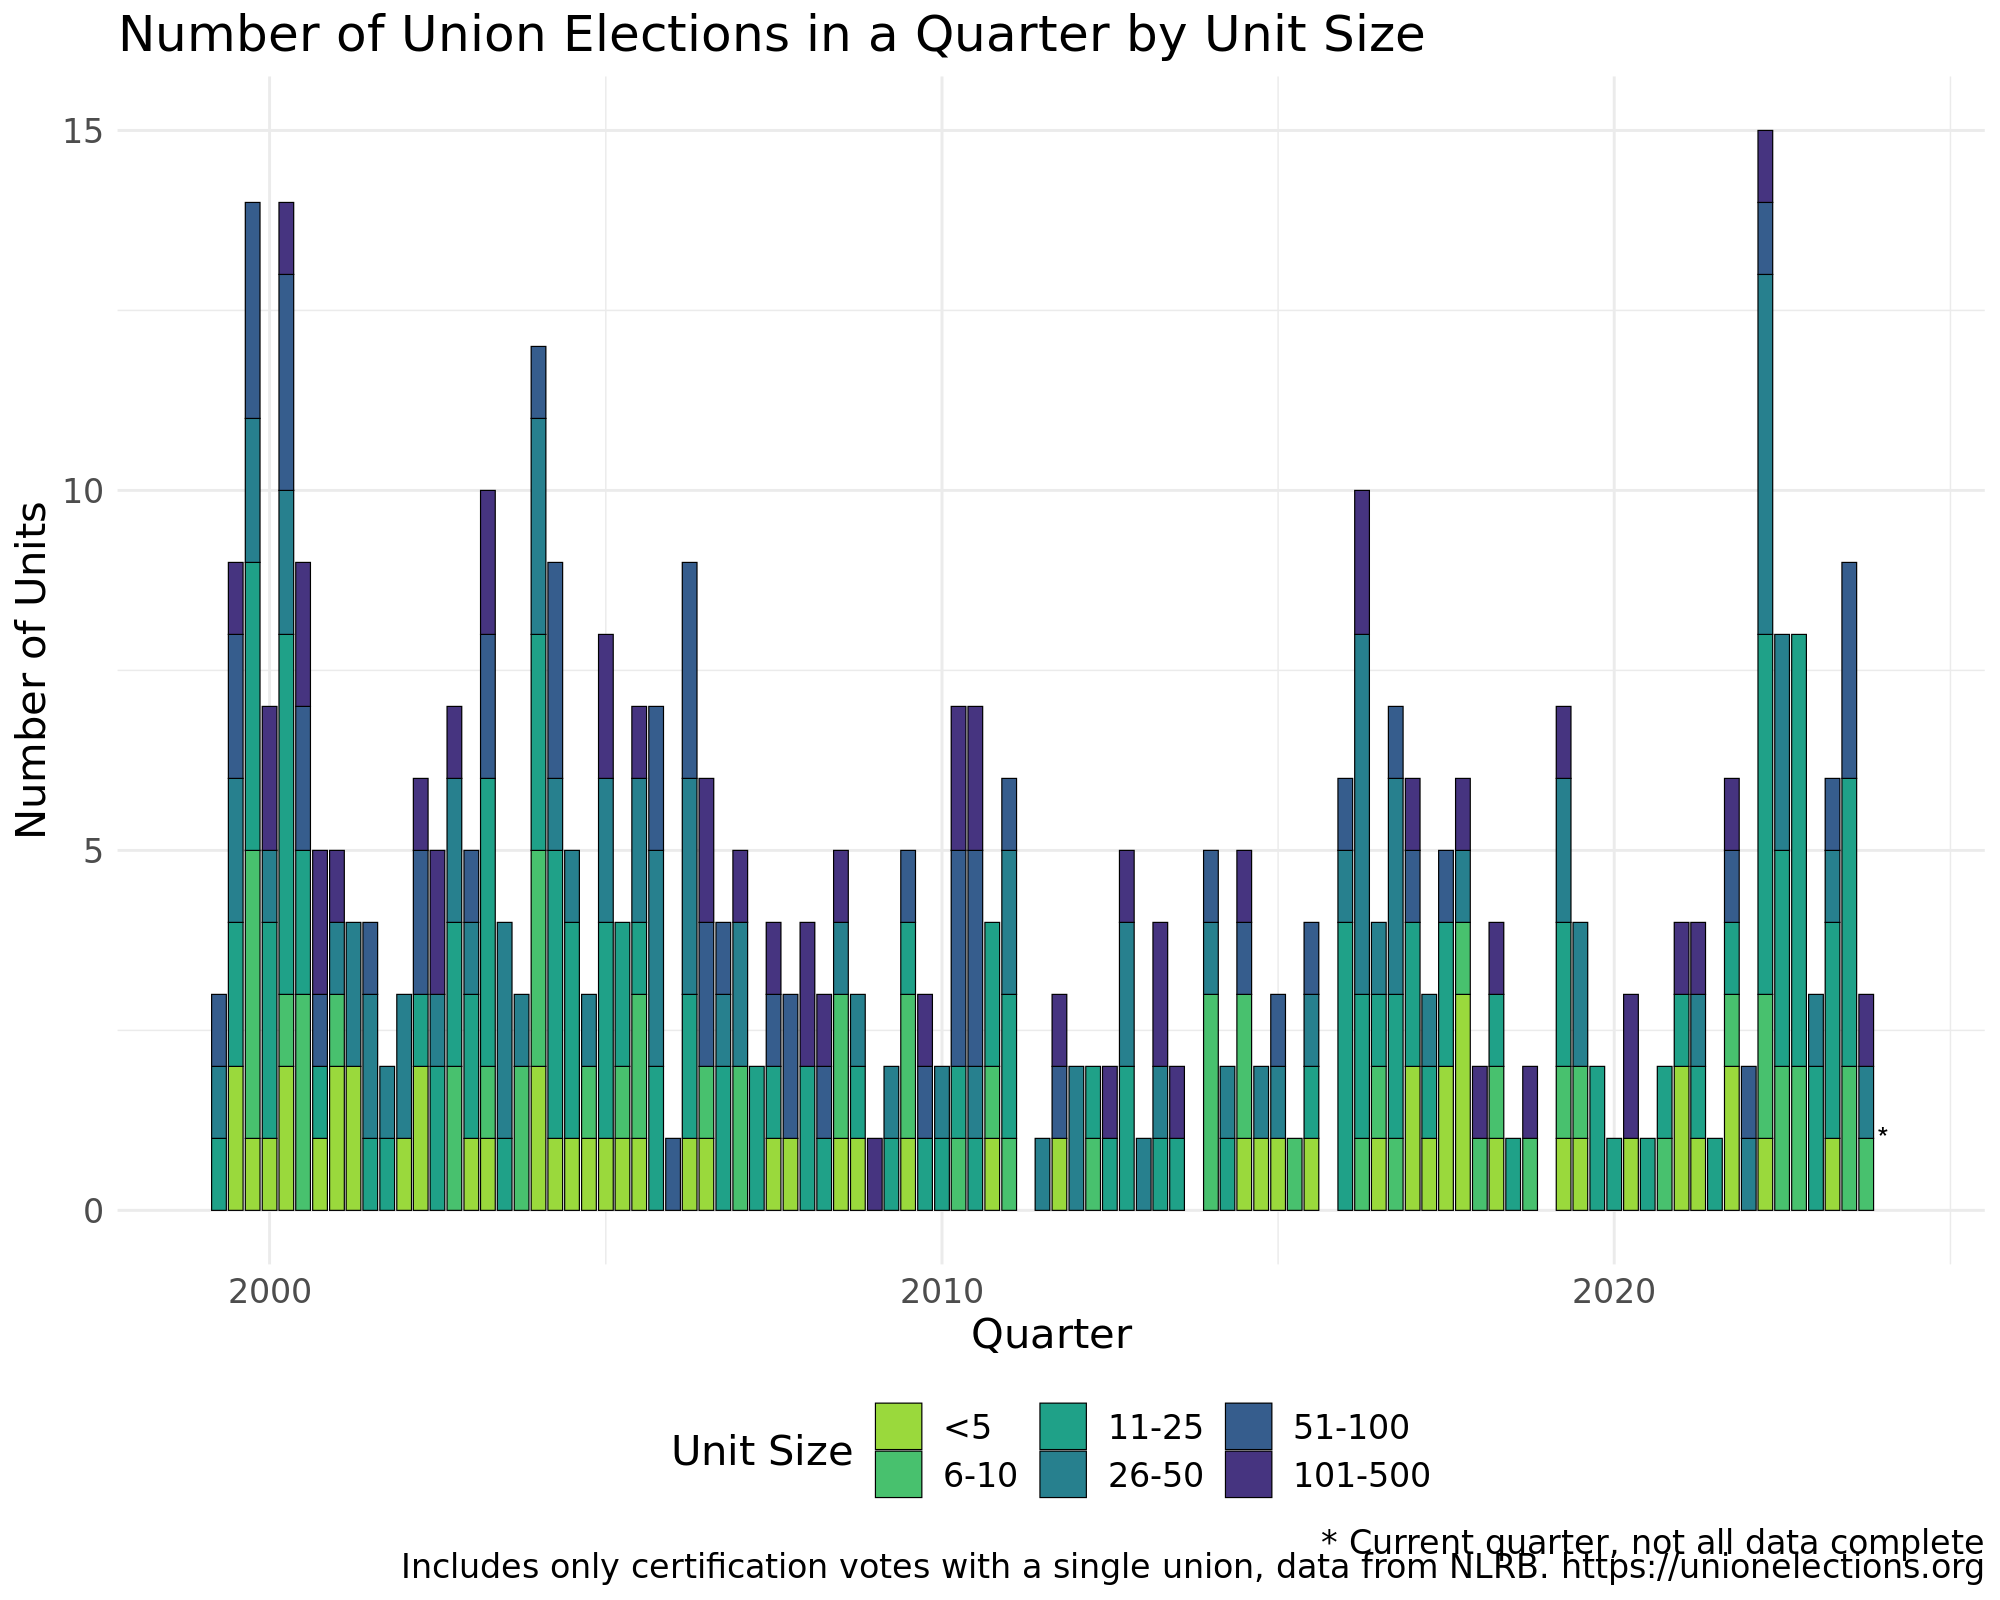 Number of Union Elections in a Quarter by Unit Size
Number of Units
15
10
5
0
*
2000 2010 2020
Quarter
Unit Size
<5 11-25 51-100
6-10 26-50 101-500
* Current quarter, not all data complete
Includes only certification votes with a single union, data from NLRB. https://unionelections.org